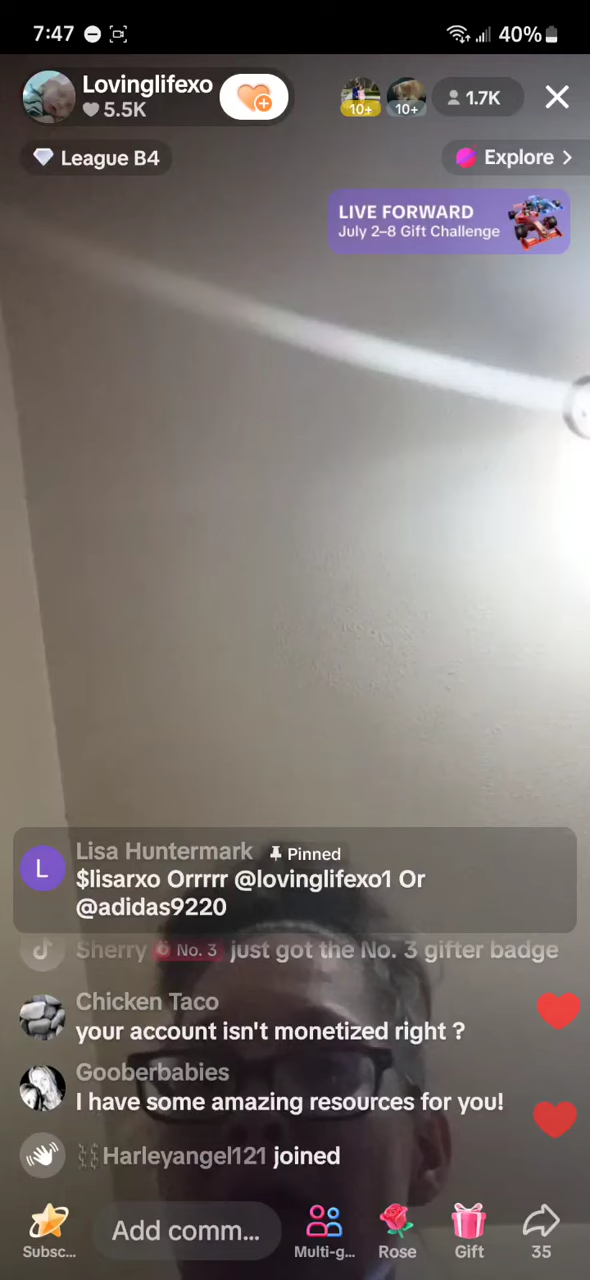 7:47
40%
Lovinglifexo
5.5K
10+
10+
1.7K
League B4
Explore >
LIVE FORWARD
July 2–8 Gift Challenge
L
Lisa Huntermark Pinned
$lisarxo Orrrrr @lovinglifexo1 Or
@adidas9220
Sherry No. 3 just got the No. 3 gifter badge
Chicken Taco
your account isn't monetized right ?
Gooberbabies
I have some amazing resources for you!
Harleyangel121 joined
Add comm...
Subsc...
Multi-g...
Rose
Gift
35